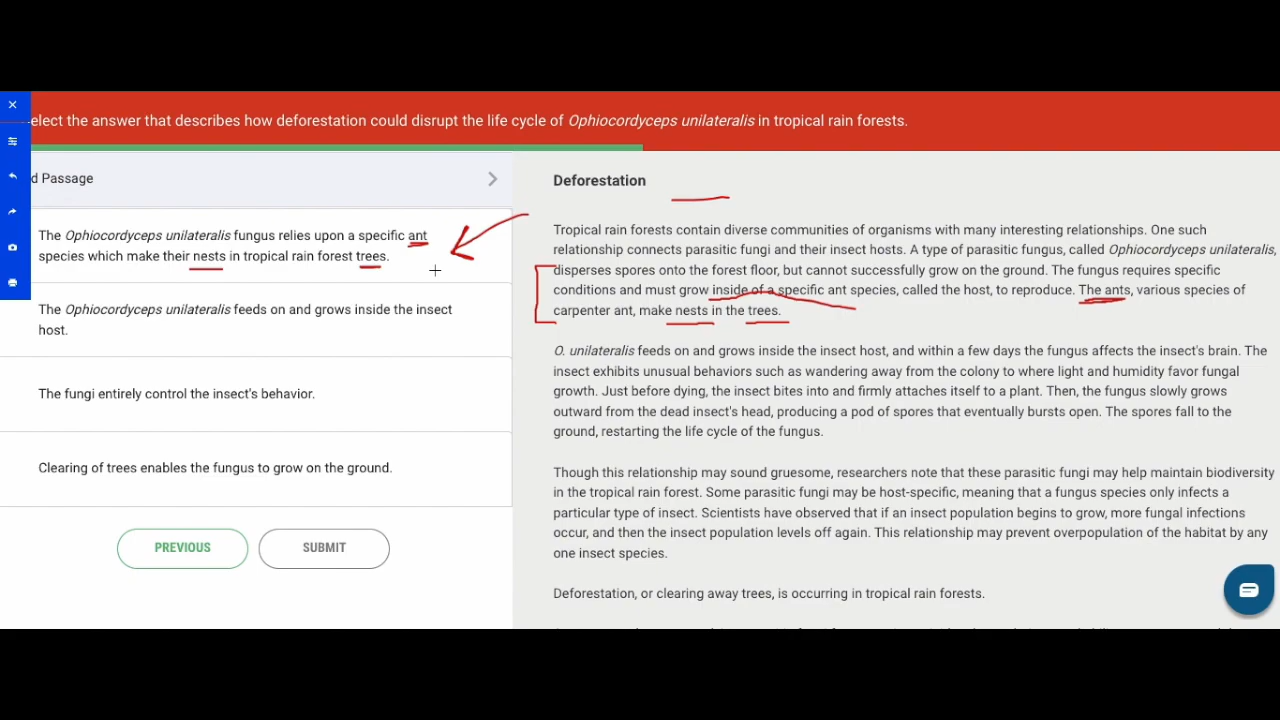 elect the answer that describes how deforestation could disrupt the life cycle of Ophiocordyceps unilateralis in tropical rain forests.
d Passage
The Ophiocordyceps unilateralis fungus relies upon a specific ant
species which make their nests in tropical rain forest trees.
The Ophiocordyceps unilateralis feeds on and grows inside the insect
host.
The fungi entirely control the insect's behavior.
Clearing of trees enables the fungus to grow on the ground.
PREVIOUS
SUBMIT
Deforestation
Tropical rain forests contain diverse communities of organisms with many interesting relationships. One such
relationship connects parasitic fungi and their insect hosts. A type of parasitic fungus, called Ophiocordyceps unilateralis,
disperses spores onto the forest floor, but cannot successfully grow on the ground. The fungus requires specific
conditions and must grow inside of a specific ant species, called the host, to reproduce. The ants, various species of
carpenter ant, make nests in the trees.
O. unilateralis feeds on and grows inside the insect host, and within a few days the fungus affects the insect's brain. The
insect exhibits unusual behaviors such as wandering away from the colony to where light and humidity favor fungal
growth. Just before dying, the insect bites into and firmly attaches itself to a plant. Then, the fungus slowly grows
outward from the dead insect's head, producing a pod of spores that eventually bursts open. The spores fall to the
ground, restarting the life cycle of the fungus.
Though this relationship may sound gruesome, researchers note that these parasitic fungi may help maintain biodiversity
in the tropical rain forest. Some parasitic fungi may be host-specific, meaning that a fungus species only infects a
particular type of insect. Scientists have observed that if an insect population begins to grow, more fungal infections
occur, and then the insect population levels off again. This relationship may prevent overpopulation of the habitat by any
one insect species.
Deforestation, or clearing away trees, is occurring in tropical rain forests.